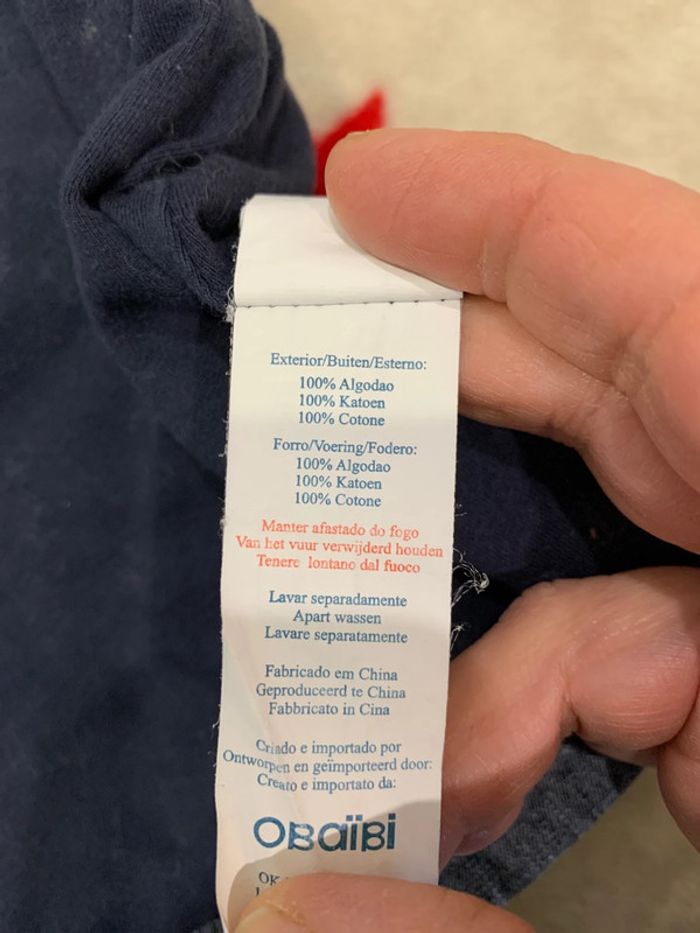 Exterior/Buiten/Esterno:
100% Algodao
100% Katoen
100% Cotone
Forro/Voering/Fodero:
100% Algodao
100% Katoen
100% Cotone
Manter afastado do fogo
Van het vuur verwijderd houden
Tenere lontano dal fuoco
Lavar separadamente
Apart wassen
Lavare separatamente
Fabricado em China
Geproduceerd te China
Fabbricato in Cina
Criado e importado por
Ontworpen en geïmporteerd door:
Creato e importato da:
OBaïBi